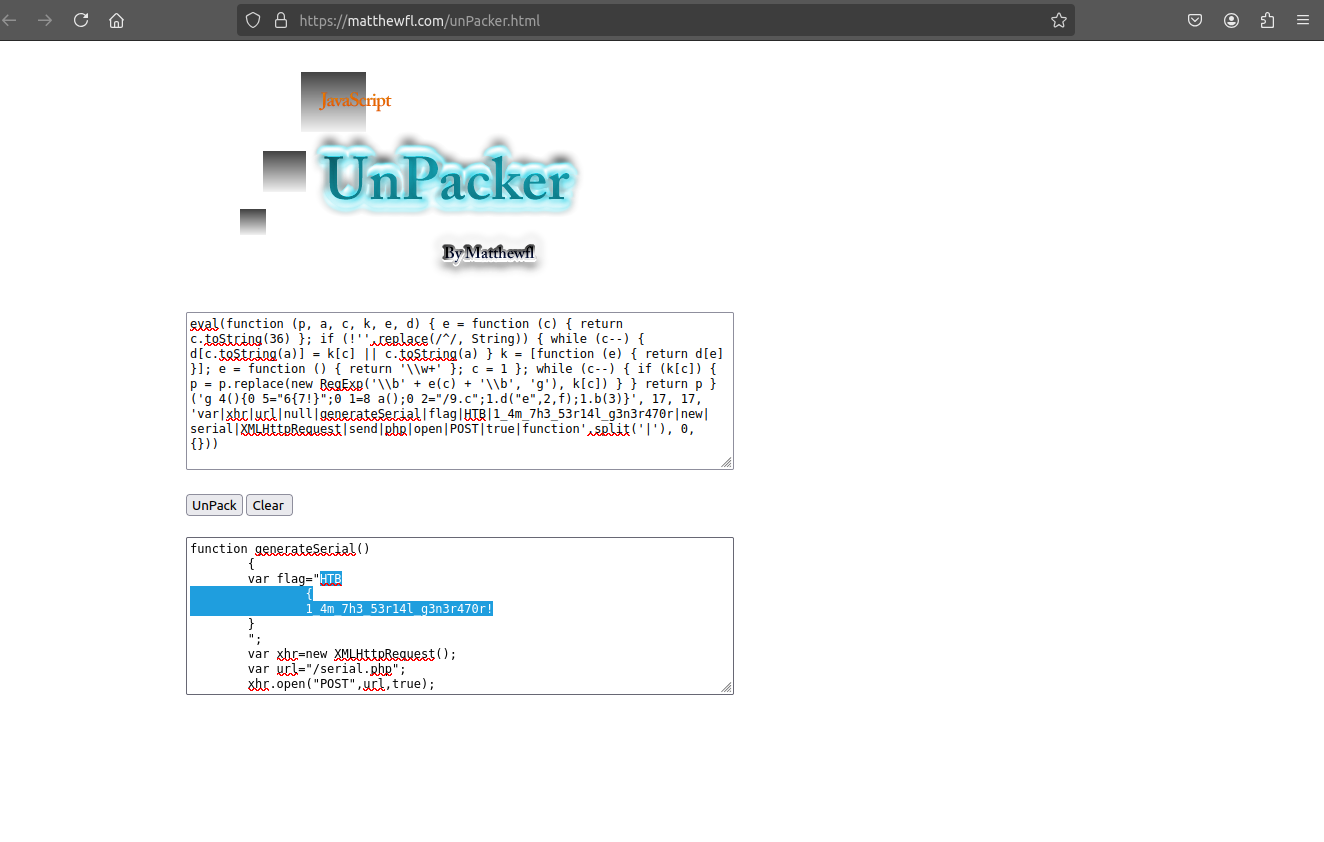 https://matthewfl.com/unPacker.html
JavaScript
UnPacker
By Matthewfl
eval(function (p, a, c, k, e, d) { e = function (c) { return
c.toString(36) }; if (!''.replace(/^/, String)) { while (c--) {
d[c.toString(a)] = k[c] || c.toString(a) } k = [function (e) { return d[e]
}]; e = function () { return '\\w+' }; c = 1 }; while (c--) { if (k[c]) {
p = p.replace(new RegExp('\\b' + e(c) + '\\b', 'g'), k[c]) } } return p }
('g 4(){0 5="6{7!}";0 1=8 a();0 2="/9.c";1.d("e",2,f);1.b(3)}', 17, 17,
'var|xhr|url|null|generateSerial|flag|HTB|1_4m_7h3_53r14l_g3n3r470r|new|
serial|XMLHttpRequest|send|php|open|POST|true|function'.split('|'), 0,
{}))
UnPack Clear
function generateSerial()
{
var flag="HTB
{
1_4m_7h3_53r14l_g3n3r470r!
}
";
var xhr=new XMLHttpRequest();
var url="/serial.php";
xhr.open("POST",url,true);